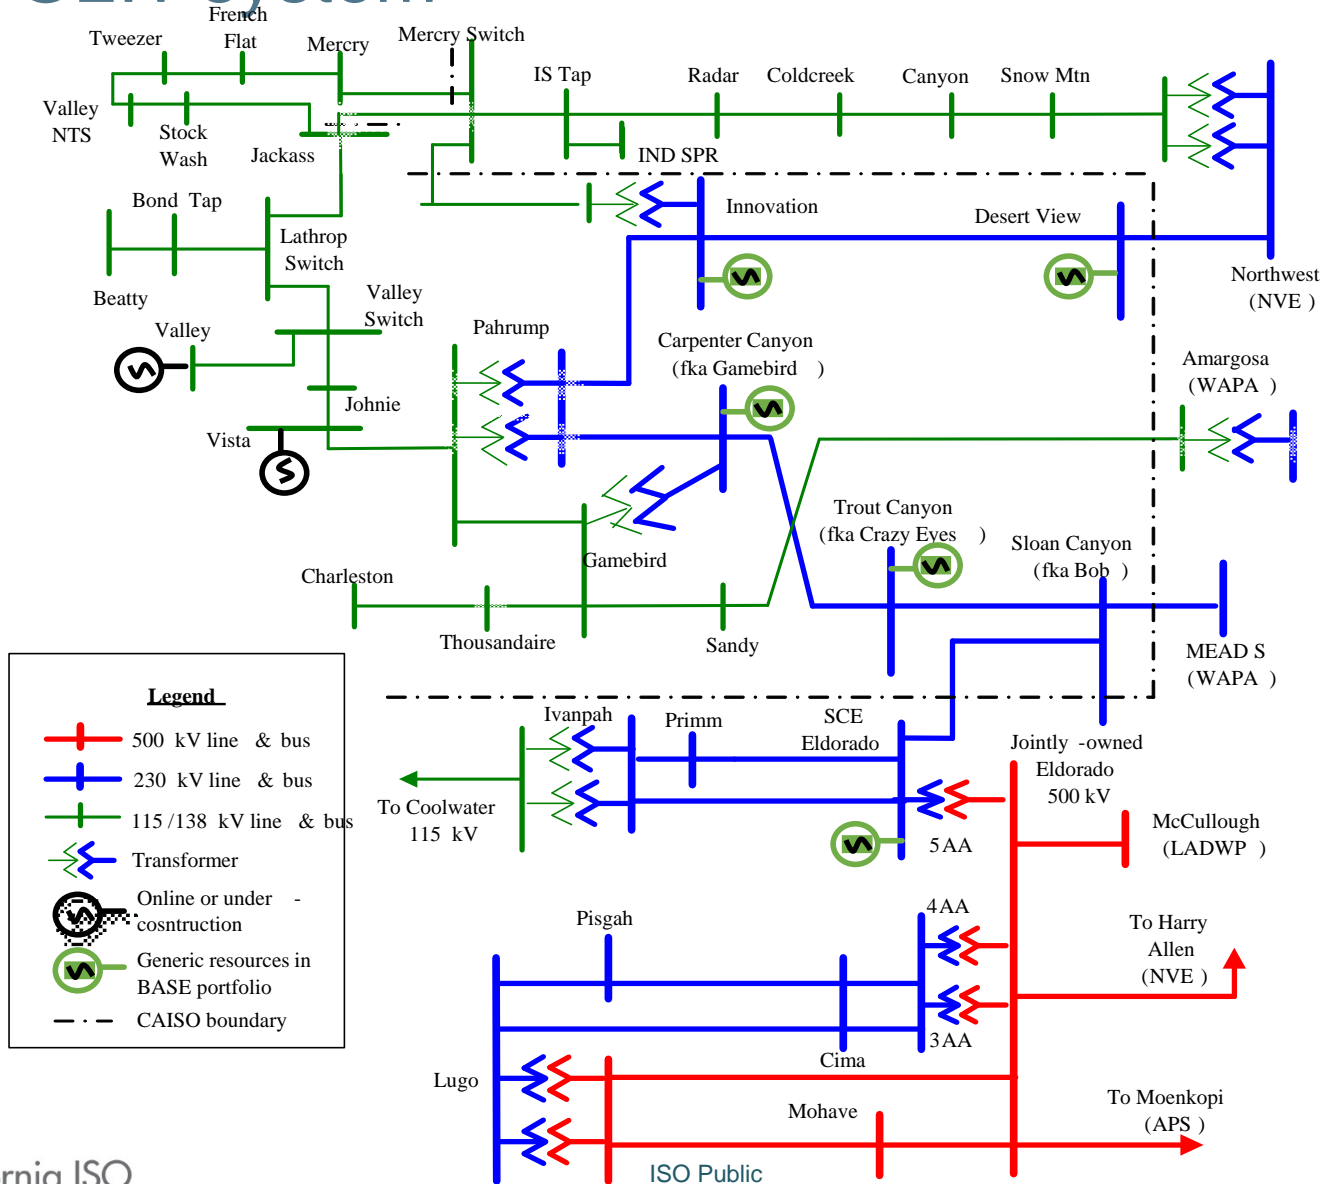 French
Tweezer
Flat
Mercry
Mercry Switch
IS Tap
Radar
Coldcreek
Canyon
Snow Mtn
Valley
NTS
Stock
Wash
Jackass
IND SPR
Bond Tap
Innovation
Desert View
Lathrop
Switch
Beatty
Northwest
(NVE )
Valley
Switch
Valley
Pahrump
Carpenter Canyon
(fka Gamebird )
Amargosa
(WAPA )
Johnie
Vista
Trout Canyon
(fka Crazy Eyes )
Sloan Canyon
(fka Bob )
Gamebird
Charleston
Thousandaire
Sandy
MEAD S
(WAPA )
Legend
500 kV line & bus
230 kV line & bus
115 /138 kV line & bus
Transformer
Online or under -
cosntruction
Generic resources in
BASE portfolio
CAISO boundary
Ivanpah
Primm
SCE
Eldorado
Jointly -owned
Eldorado
500 kV
To Coolwater
115 kV
5AA
McCullough
(LADWP )
4AA
Pisgah
To Harry
Allen
(NVE )
3AA
Cima
Lugo
Mohave
To Moenkopi
(APS )
ISO Public